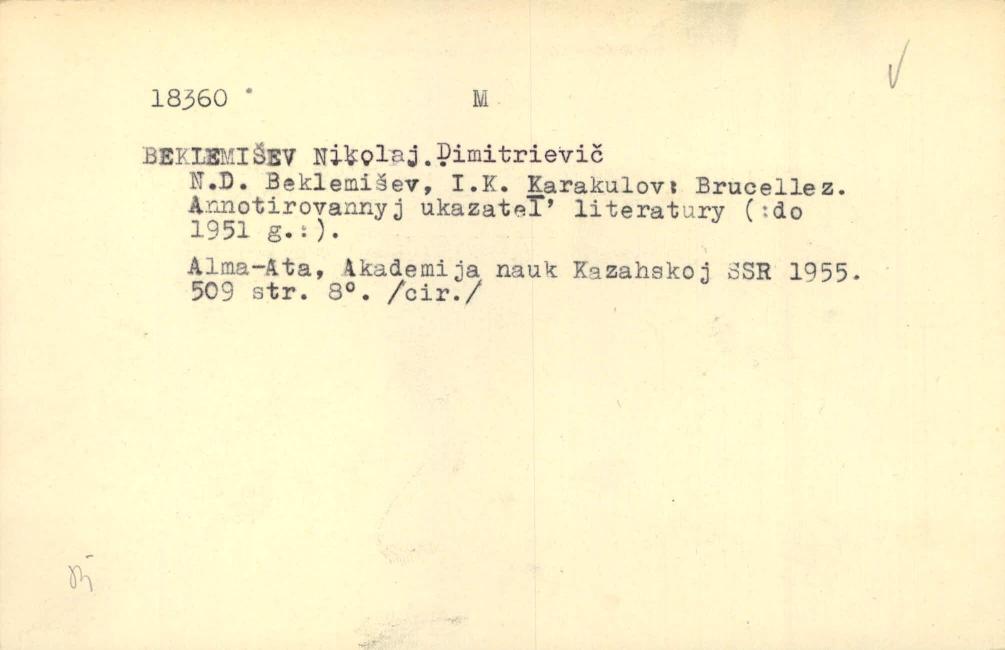 18360 M
BEKLEMIŠEV Nikolaj Dimitrievič
N.D. Beklemišev, I.K. Karakulov: Brucellez.
Annotirovannyj ukazatel' literatury (:do
1951 g.:).
Alma-Ata, Akademija nauk Kazahskoj SSR 1955.
509 str. 8°. /cir./